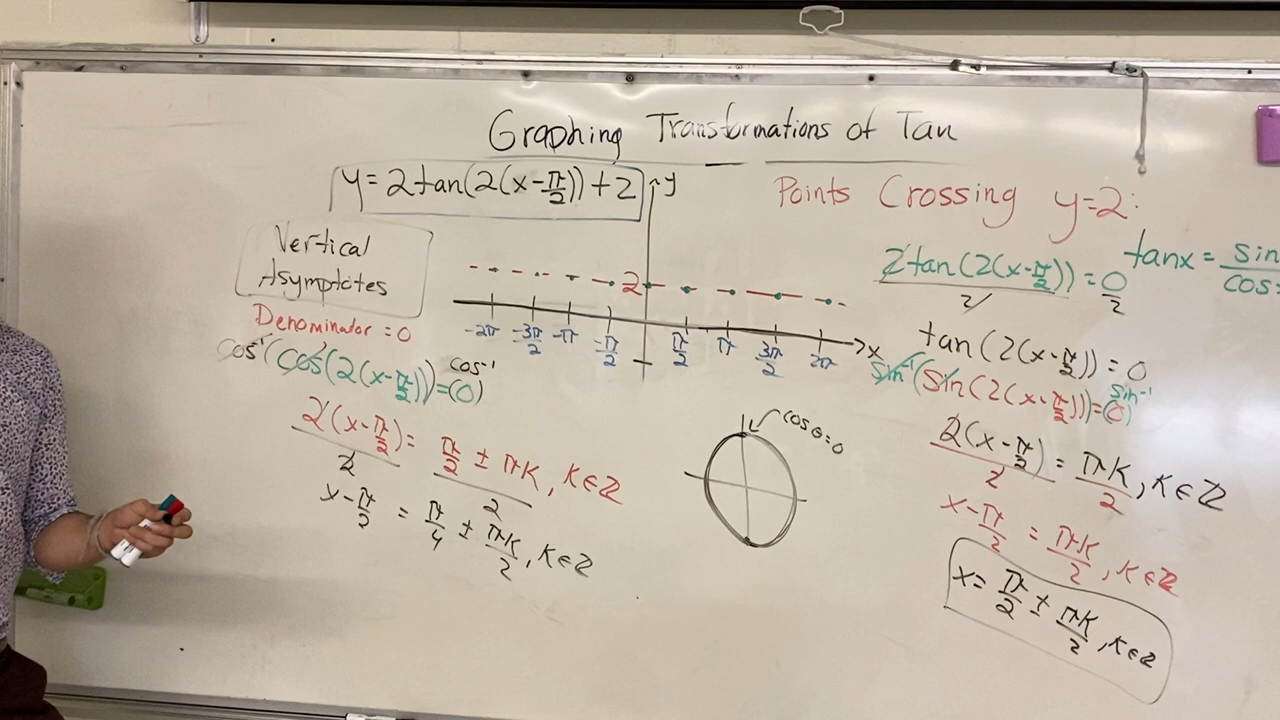 Graphing Transformations of Tan
y=2tan(2(x-π/2))+2
y
Vertical
Asymptotes
Denominator = 0
cos⁻¹(cos(2(x-π/2))=(0) cos⁻¹
2(x-π/2) = π/2 ± πK, K∈ℤ
2 2
x-π/2 = π/4 ± πK/2, K∈ℤ
2
-2π -3π/2 -π -π/2 π/2 π 3π/2 2π x
cosθ=0
Points Crossing y=2:
2tan(2(x-π/2))=0
2 2
tanx = sin
cos
tan(2(x-π/2))=0
sin⁻¹(sin(2(x-π/2)))=(0) sin⁻¹
2(x-π/2) = πK, K∈ℤ
2 2
x-π/2 = πK/2, K∈ℤ
x= π/2 ± πK/2, K∈ℤ